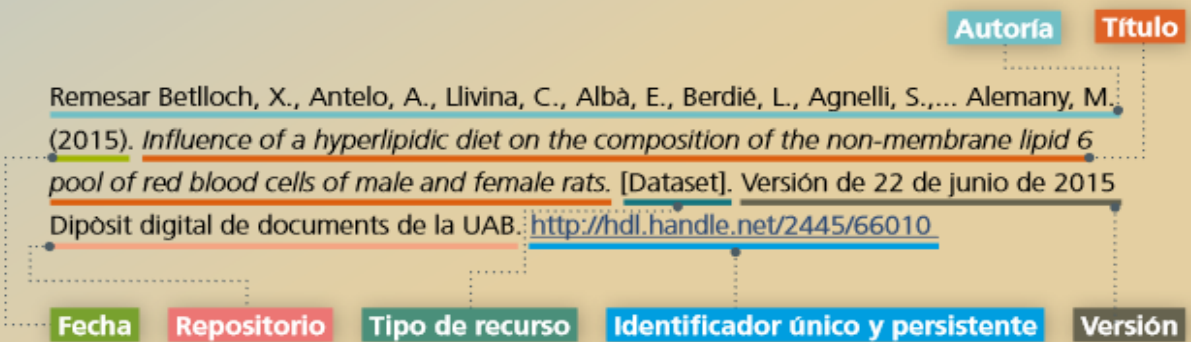 Autoría Título
Remesar Betlloch, X., Antelo, A., Llivina, C., Albà, E., Berdié, L., Agnelli, S.,... Alemany, M.
(2015). Influence of a hyperlipidic diet on the composition of the non-membrane lipid 6
pool of red blood cells of male and female rats. [Dataset]. Versión de 22 de junio de 2015
Dipòsit digital de documents de la UAB. http://hdl.handle.net/2445/66010
Fecha Repositorio Tipo de recurso Identificador único y persistente Versión